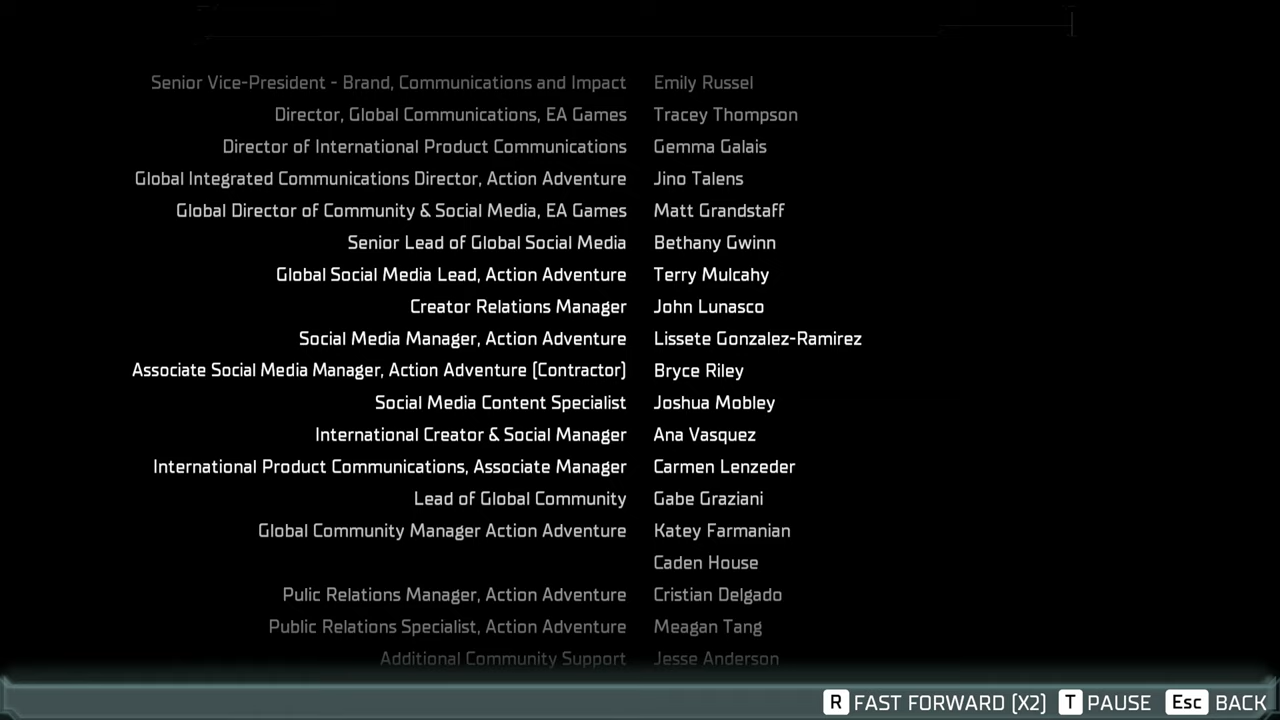 Senior Vice-President - Brand, Communications and Impact Emily Russel
Director, Global Communications, EA Games Tracey Thompson
Director of International Product Communications Gemma Galais
Global Integrated Communications Director, Action Adventure Jino Talens
Global Director of Community & Social Media, EA Games Matt Grandstaff
Senior Lead of Global Social Media Bethany Gwinn
Global Social Media Lead, Action Adventure Terry Mulcahy
Creator Relations Manager John Lunasco
Social Media Manager, Action Adventure Lissete Gonzalez-Ramirez
Associate Social Media Manager, Action Adventure (Contractor) Bryce Riley
Social Media Content Specialist Joshua Mobley
International Creator & Social Manager Ana Vasquez
International Product Communications, Associate Manager Carmen Lenzeder
Lead of Global Community Gabe Graziani
Global Community Manager Action Adventure Katey Farmanian
Caden House
Pulic Relations Manager, Action Adventure Cristian Delgado
Public Relations Specialist, Action Adventure Meagan Tang
Additional Community Support Jesse Anderson
R FAST FORWARD (X2) T PAUSE Esc BACK